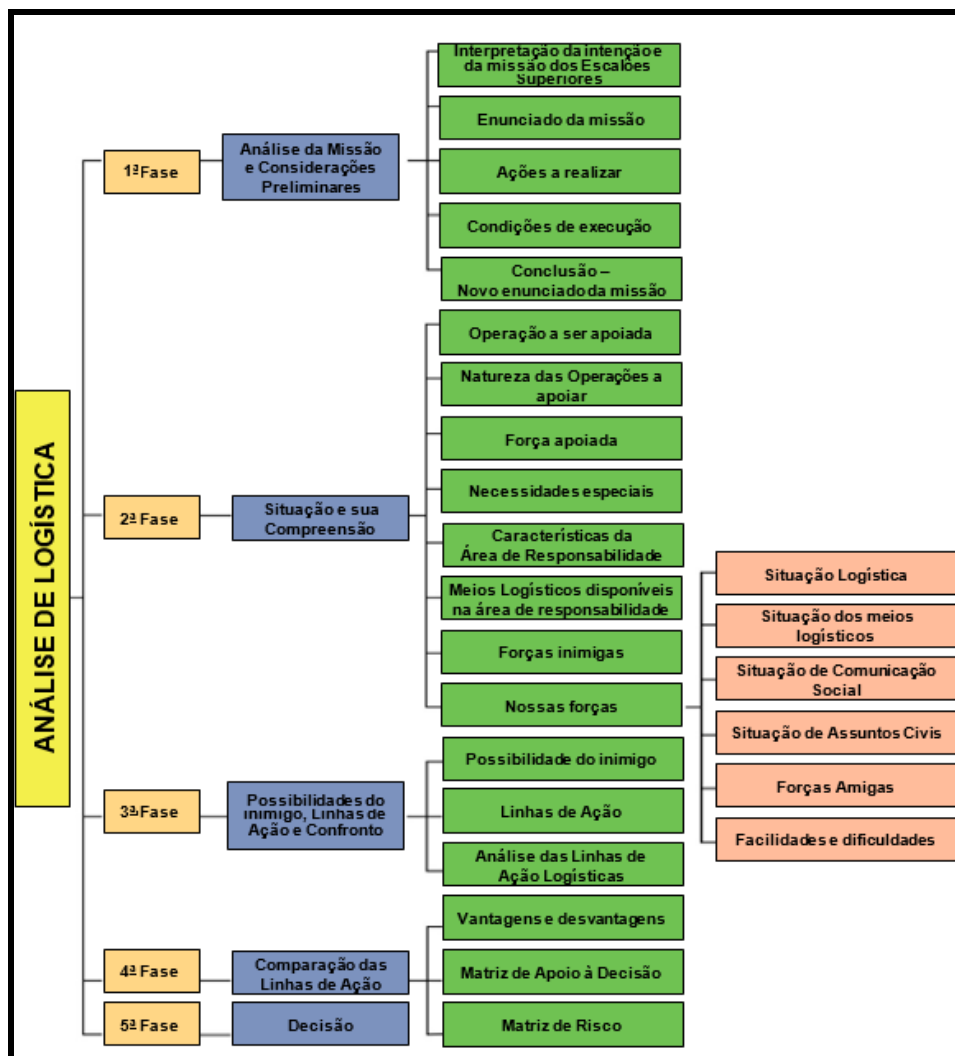 ANÁLISE DE LOGÍSTICA
1ª Fase
Análise da Missão
e Considerações
Preliminares
Interpretação da intenção e
da missão dos Escalões
Superiores
Enunciado da missão
Ações a realizar
Condições de execução
Conclusão –
Novo enunciado da missão
2ª Fase
Situação e sua
Compreensão
Operação a ser apoiada
Natureza das Operações a
apoiar
Força apoiada
Necessidades especiais
Características da
Área de Responsabilidade
Meios Logísticos disponíveis
na área de responsabilidade
Forças inimigas
Nossas forças
Situação Logística
Situação dos meios
logísticos
Situação de Comunicação
Social
Situação de Assuntos Civis
Forças Amigas
Facilidades e dificuldades
3ª Fase
Possibilidades do
inimigo, Linhas de
Ação e Confronto
Possibilidade do inimigo
Linhas de Ação
Análise das Linhas de
Ação Logísticas
4ª Fase
Comparação das
Linhas de Ação
Vantagens e desvantagens
Matriz de Apoio à Decisão
Matriz de Risco
5ª Fase
Decisão